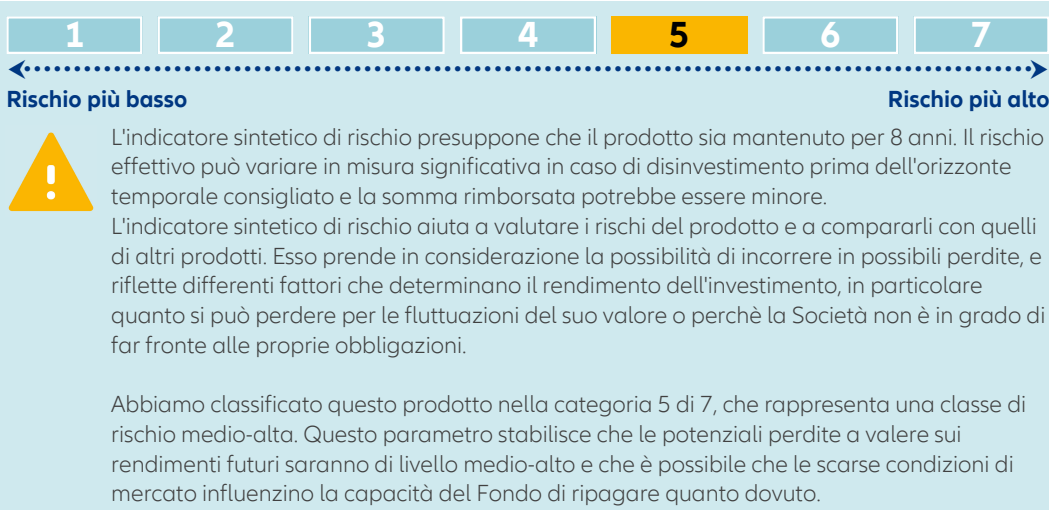 1 2 3 4 5 6 7
Rischio più basso Rischio più alto
L'indicatore sintetico di rischio presuppone che il prodotto sia mantenuto per 8 anni. Il rischio
effettivo può variare in misura significativa in caso di disinvestimento prima dell'orizzonte
temporale consigliato e la somma rimborsata potrebbe essere minore.
L'indicatore sintetico di rischio aiuta a valutare i rischi del prodotto e a compararli con quelli
di altri prodotti. Esso prende in considerazione la possibilità di incorrere in possibili perdite, e
riflette differenti fattori che determinano il rendimento dell'investimento, in particolare
quanto si può perdere per le fluttuazioni del suo valore o perchè la Società non è in grado di
far fronte alle proprie obbligazioni.
Abbiamo classificato questo prodotto nella categoria 5 di 7, che rappresenta una classe di
rischio medio-alta. Questo parametro stabilisce che le potenziali perdite a valere sui
rendimenti futuri saranno di livello medio-alto e che è possibile che le scarse condizioni di
mercato influenzino la capacità del Fondo di ripagare quanto dovuto.